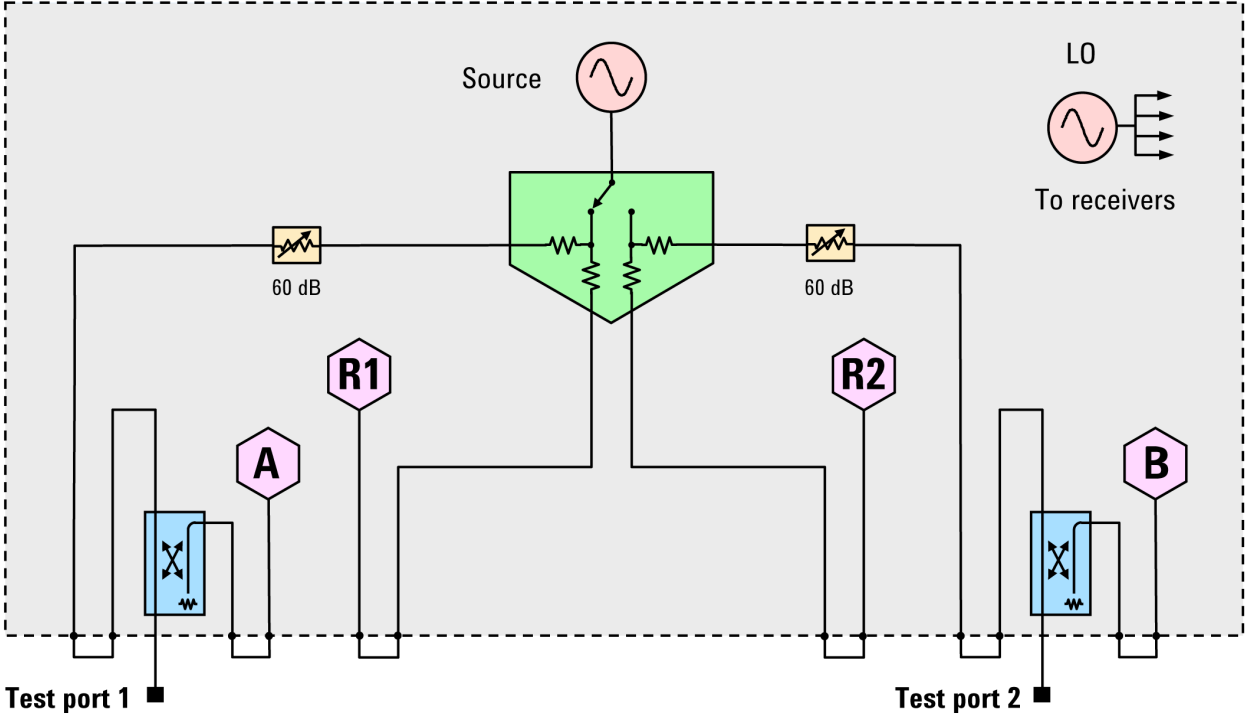 LO
Source
To receivers
60 dB
60 dB
R1
R2
A
B
Test port 1
Test port 2